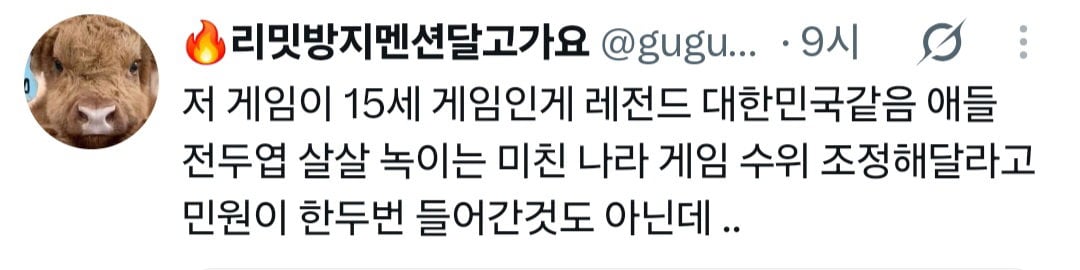 🔥리밋방지멘션달고가요 @gugu... · 9시
저 게임이 15세 게임인게 레전드 대한민국같음 애들
전두엽 살살 녹이는 미친 나라 게임 수위 조정해달라고
민원이 한두번 들어간것도 아닌데 ..